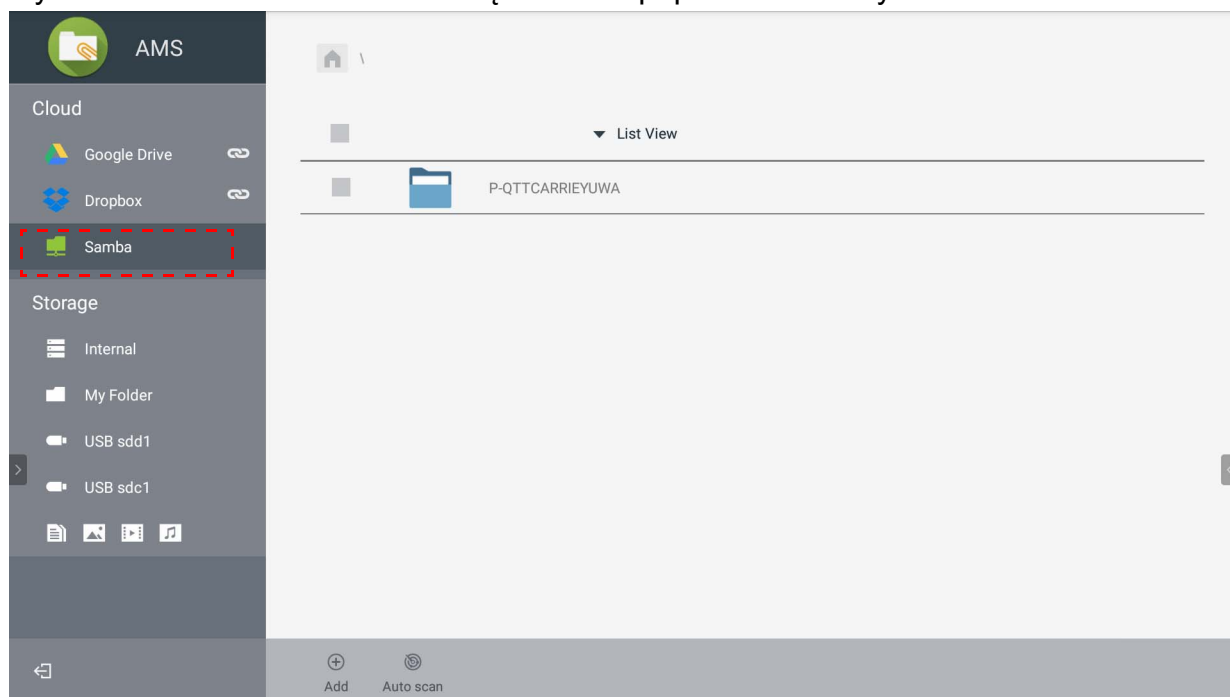 AMS
\
Cloud
List View
Google Drive
P-QTTCARRIEYUWA
Dropbox
Samba
Storage
Internal
My Folder
USB sdd1
USB sdc1
Add
Auto scan